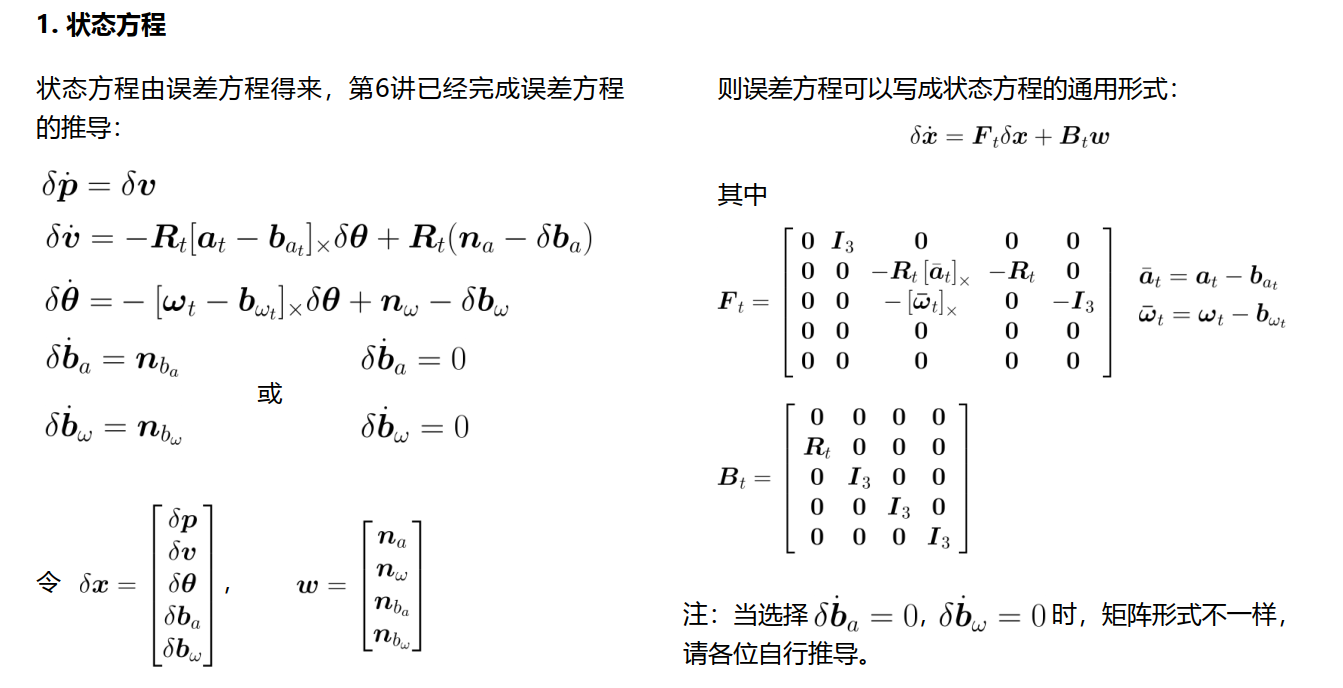 1. 状态方程
状态方程由误差方程得来，第6讲已经完成误差方程
的推导：
$\delta\dot{\boldsymbol{p}} = \delta\boldsymbol{v}$
$\delta\dot{\boldsymbol{v}} = -\boldsymbol{R}_t[\boldsymbol{a}_t - \boldsymbol{b}_{a_t}]_\times\delta\boldsymbol{\theta} + \boldsymbol{R}_t(\boldsymbol{n}_a - \delta\boldsymbol{b}_a)$
$\delta\dot{\boldsymbol{\theta}} = -[\boldsymbol{\omega}_t - \boldsymbol{b}_{\omega_t}]_\times\delta\boldsymbol{\theta} + \boldsymbol{n}_\omega - \delta\boldsymbol{b}_\omega$
$\delta\dot{\boldsymbol{b}}_a = \boldsymbol{n}_{b_a}$ $\delta\dot{\boldsymbol{b}}_a = 0$
或
$\delta\dot{\boldsymbol{b}}_\omega = \boldsymbol{n}_{b_\omega}$ $\delta\dot{\boldsymbol{b}}_\omega = 0$
令 $\delta\boldsymbol{x} = \begin{bmatrix} \delta\boldsymbol{p} \\ \delta\boldsymbol{v} \\ \delta\boldsymbol{\theta} \\ \delta\boldsymbol{b}_a \\ \delta\boldsymbol{b}_\omega \end{bmatrix}$， $\boldsymbol{w} = \begin{bmatrix} \boldsymbol{n}_a \\ \boldsymbol{n}_\omega \\ \boldsymbol{n}_{b_a} \\ \boldsymbol{n}_{b_\omega} \end{bmatrix}$
则误差方程可以写成状态方程的通用形式：
$\delta\dot{\boldsymbol{x}} = \boldsymbol{F}_t\delta\boldsymbol{x} + \boldsymbol{B}_t\boldsymbol{w}$
其中
$\boldsymbol{F}_t = \begin{bmatrix} 0 & \boldsymbol{I}_3 & 0 & 0 & 0 \\ 0 & 0 & -\boldsymbol{R}_t[\bar{\boldsymbol{a}}_t]_\times & -\boldsymbol{R}_t & 0 \\ 0 & 0 & -[\bar{\boldsymbol{\omega}}_t]_\times & 0 & -\boldsymbol{I}_3 \\ 0 & 0 & 0 & 0 & 0 \\ 0 & 0 & 0 & 0 & 0 \end{bmatrix}$
$\bar{\boldsymbol{a}}_t = \boldsymbol{a}_t - \boldsymbol{b}_{a_t}$
$\bar{\boldsymbol{\omega}}_t = \boldsymbol{\omega}_t - \boldsymbol{b}_{\omega_t}$
$\boldsymbol{B}_t = \begin{bmatrix} 0 & 0 & 0 & 0 \\ \boldsymbol{R}_t & 0 & 0 & 0 \\ 0 & \boldsymbol{I}_3 & 0 & 0 \\ 0 & 0 & \boldsymbol{I}_3 & 0 \\ 0 & 0 & 0 & \boldsymbol{I}_3 \end{bmatrix}$
注：当选择 $\delta\dot{\boldsymbol{b}}_a = 0$，$\delta\dot{\boldsymbol{b}}_\omega = 0$ 时，矩阵形式不一样，
请各位自行推导。